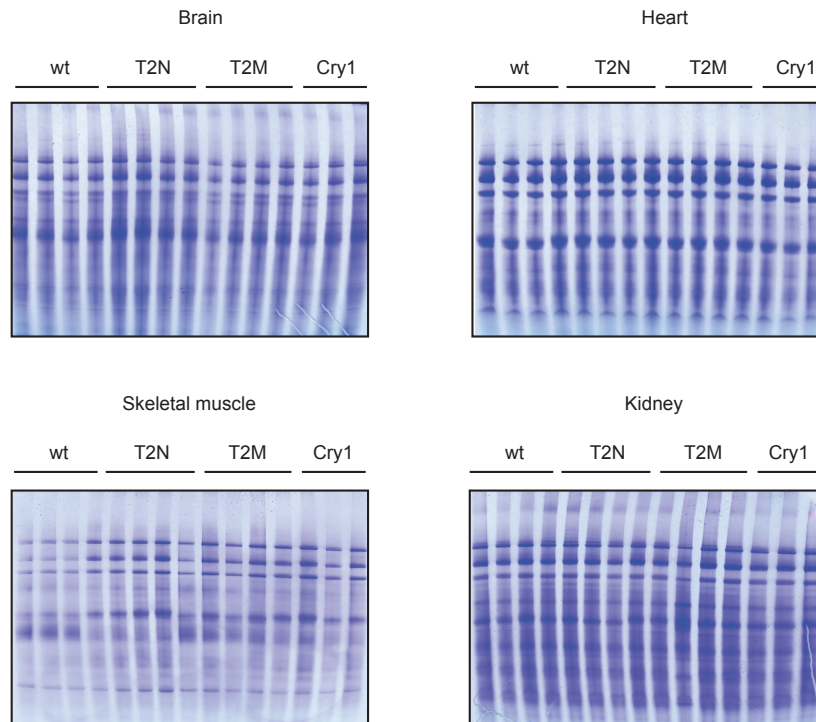 Brain
wt T2N T2M Cry1
Heart
wt T2N T2M Cry1
Skeletal muscle
wt T2N T2M Cry1
Kidney
wt T2N T2M Cry1